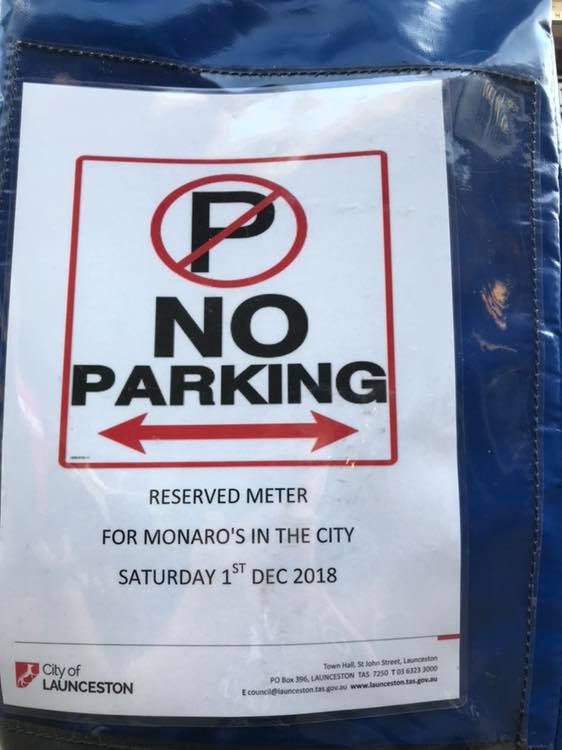 P
NO
PARKING
RESERVED METER
FOR MONARO'S IN THE CITY
SATURDAY 1ST DEC 2018
City of
LAUNCESTON
Town Hall, St John Street, Launceston
PO Box 396, LAUNCESTON TAS 7250 T 03 6323 3000
E council@launceston.tas.gov.au www.launceston.tas.gov.au